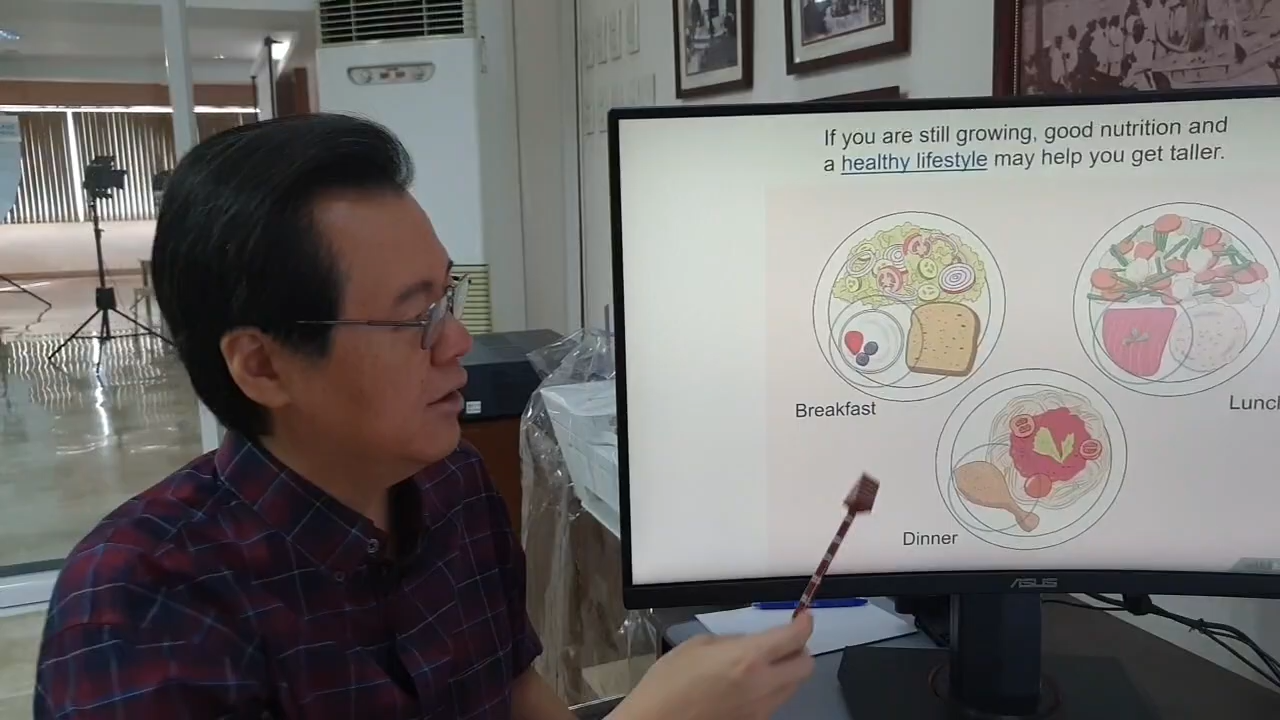 If you are still growing, good nutrition and
a healthy lifestyle may help you get taller.
Breakfast
Dinner
ASUS